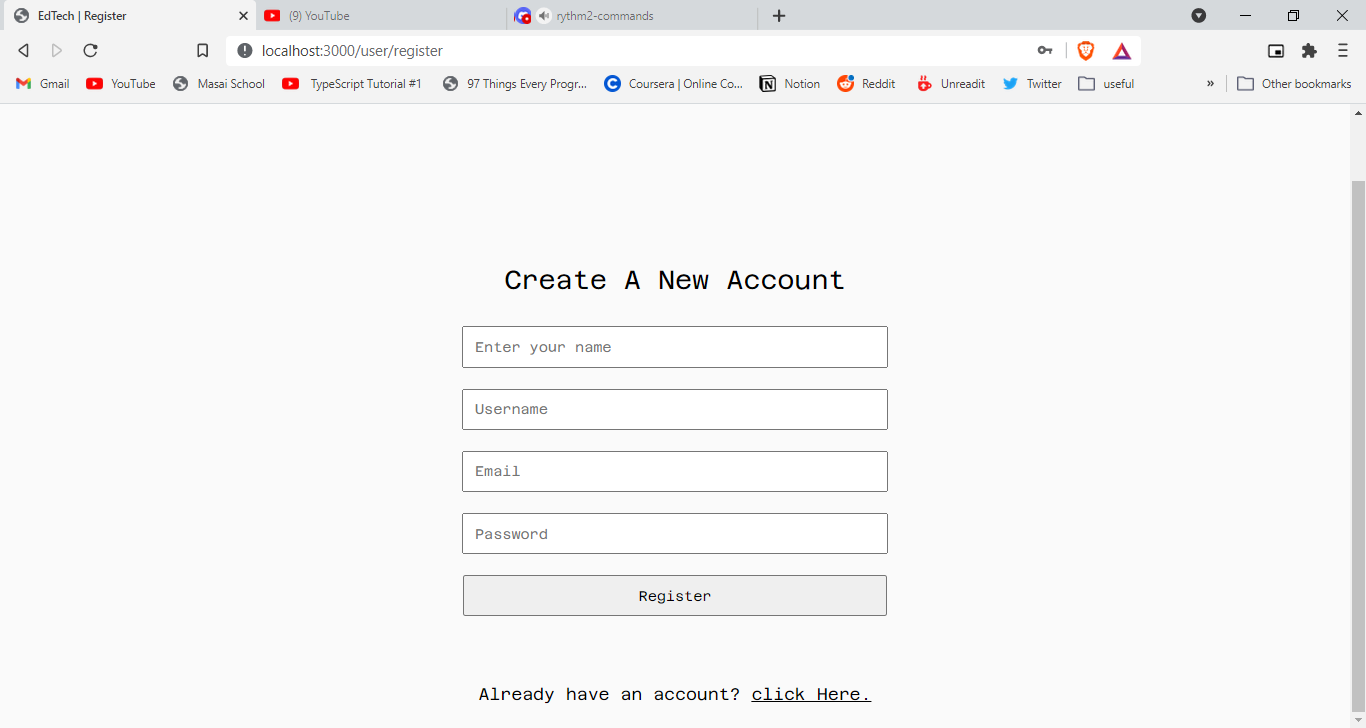 EdTech | Register
(9) YouTube
rythm2-commands
localhost:3000/user/register
Gmail YouTube Masai School TypeScript Tutorial #1 97 Things Every Progr... Coursera | Online Co... Notion Reddit Unreadit Twitter useful » Other bookmarks
Create A New Account
Enter your name
Username
Email
Password
Register
Already have an account? click Here.